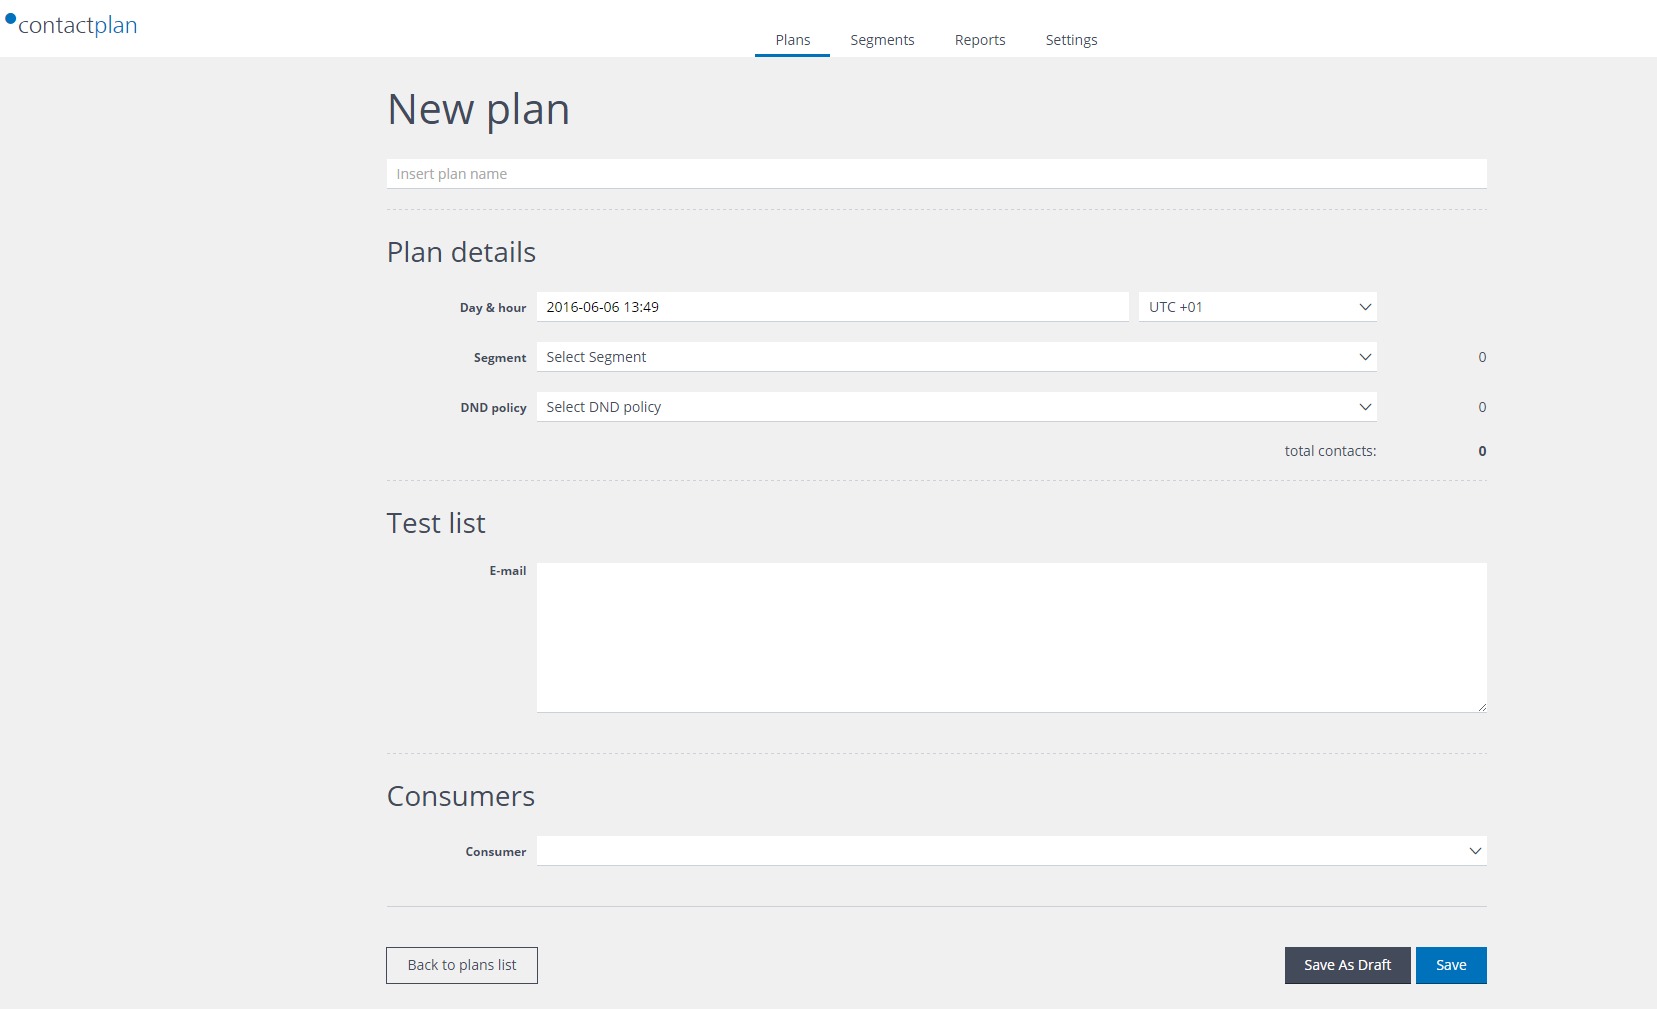 contactplan
Plans Segments Reports Settings
New plan
Insert plan name
Plan details
Day & hour 2016-06-06 13:49 UTC +01
Segment Select Segment 0
DND policy Select DND policy 0
total contacts: 0
Test list
E-mail
Consumers
Consumer
Back to plans list Save As Draft Save